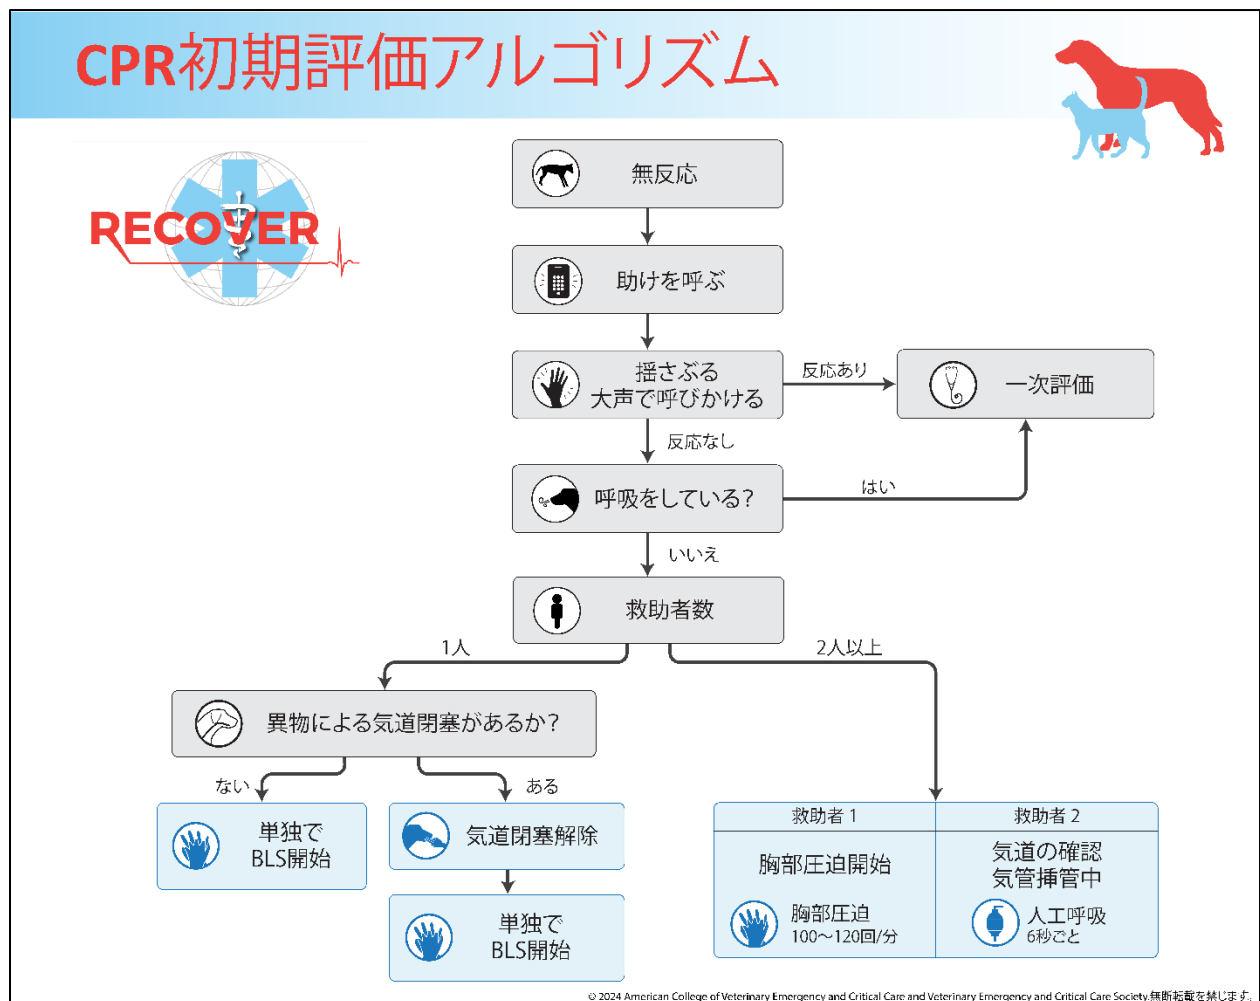 CPR初期評価アルゴリズム
RECOVER
無反応
助けを呼ぶ
揺さぶる
大声で呼びかける
反応あり
一次評価
反応なし
呼吸をしている?
はい
いいえ
救助者数
1人
2人以上
異物による気道閉塞があるか?
ない
ある
単独で
BLS開始
気道閉塞解除
単独で
BLS開始
救助者 1
胸部圧迫開始
胸部圧迫
100~120回/分
救助者 2
気道の確認
気管挿管中
人工呼吸
6秒ごと
© 2024 American College of Veterinary Emergency and Critical Care and Veterinary Emergency and Critical Care Society.無断転載を禁じます.